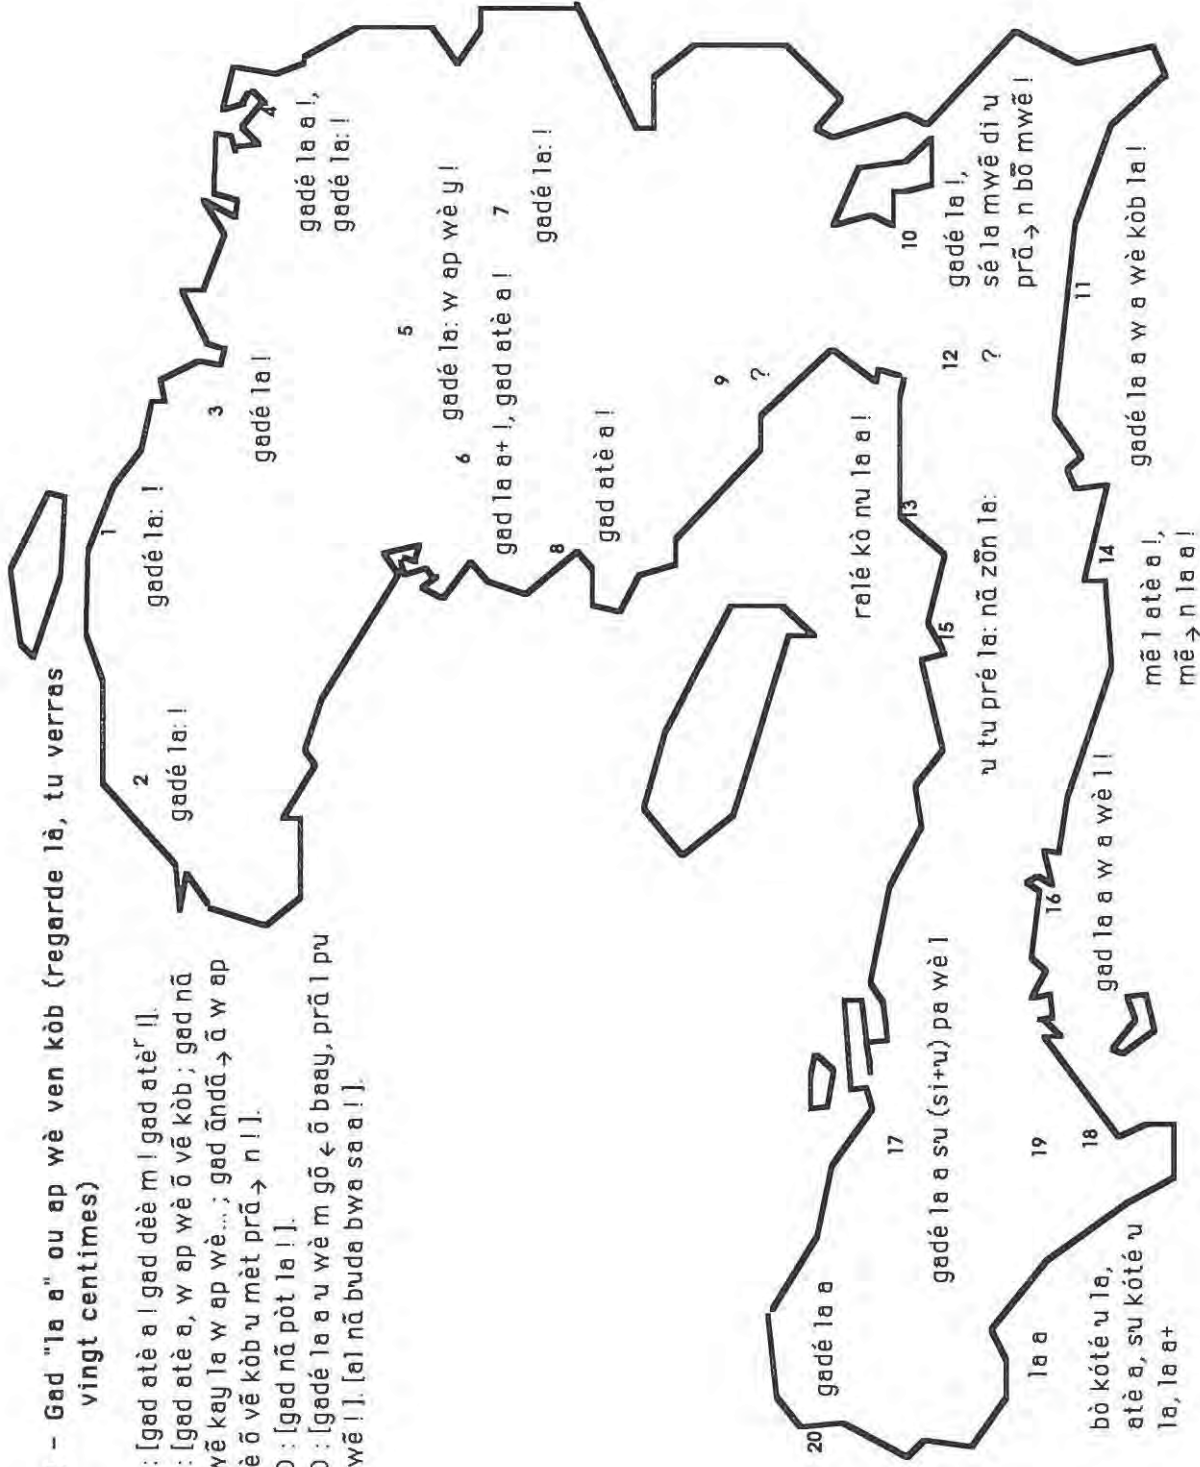 – Gad "la a" ou ap wè ven kòb (regarde là, tu verras
vingt centimes)
: [gad atè a ! gad dèè m ! gad atèʳ !].
: [gad atè a, w ap wè õ vẽ kòb ; gad nã
wẽ kay la w ap wè... ; gad ãndã → ã w ap
è õ vẽ kòb u mèt prã → n !].
: [gad nã pòt la !].
: [gadé la a u wè m gõ ← õ baay, prã l pu
wẽ !]. [al nã buda bwa sa a !].
1
gadé la: !
2
gadé la: !
3
gadé la !
4
gadé la a !,
gadé la: !
5
gadé la: w ap wè y !
6
gad la a+ !, gad atè a !
7
gadé la: !
8
gad atè a !
9
?
10
gadé la !,
sé la mwẽ di u
prã → n bõ mwẽ !
11
gadé la a w a wè kòb la !
12
?
13
ralé kò nu la a !
14
mẽ l atè a !,
mẽ → n la a !
15
u tu pré la: nã zõn la:
16
gad la a w a wè l !
17
gadé la a su (si+u) pa wè l
18
bò kóté u la,
atè a, su kóté u
la, la a+
19
la a
20
gadé la a